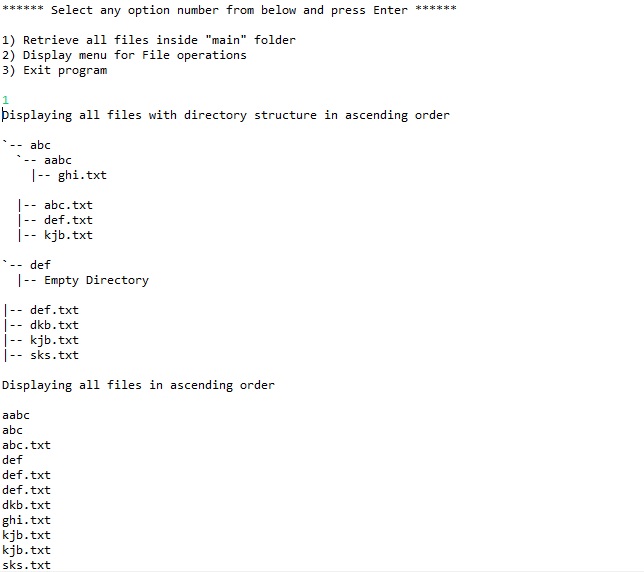 ****** Select any option number from below and press Enter ******
1) Retrieve all files inside "main" folder
2) Display menu for File operations
3) Exit program
1
Displaying all files with directory structure in ascending order
`-- abc
  `-- aabc
    |-- ghi.txt
  |-- abc.txt
  |-- def.txt
  |-- kjb.txt
`-- def
  |-- Empty Directory
|-- def.txt
|-- dkb.txt
|-- kjb.txt
|-- sks.txt
Displaying all files in ascending order
aabc
abc
abc.txt
def
def.txt
def.txt
dkb.txt
ghi.txt
kjb.txt
kjb.txt
sks.txt